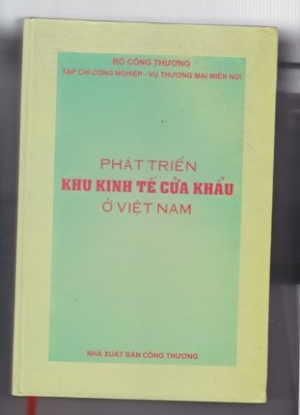 BỘ CÔNG THƯƠNG
TẠP CHÍ CÔNG NGHIỆP - VỤ THƯƠNG MẠI MIỀN NÚI
PHÁT TRIỂN
KHU KINH TẾ CỬA KHẨU
Ở VIỆT NAM
NHÀ XUẤT BẢN CÔNG THƯƠNG